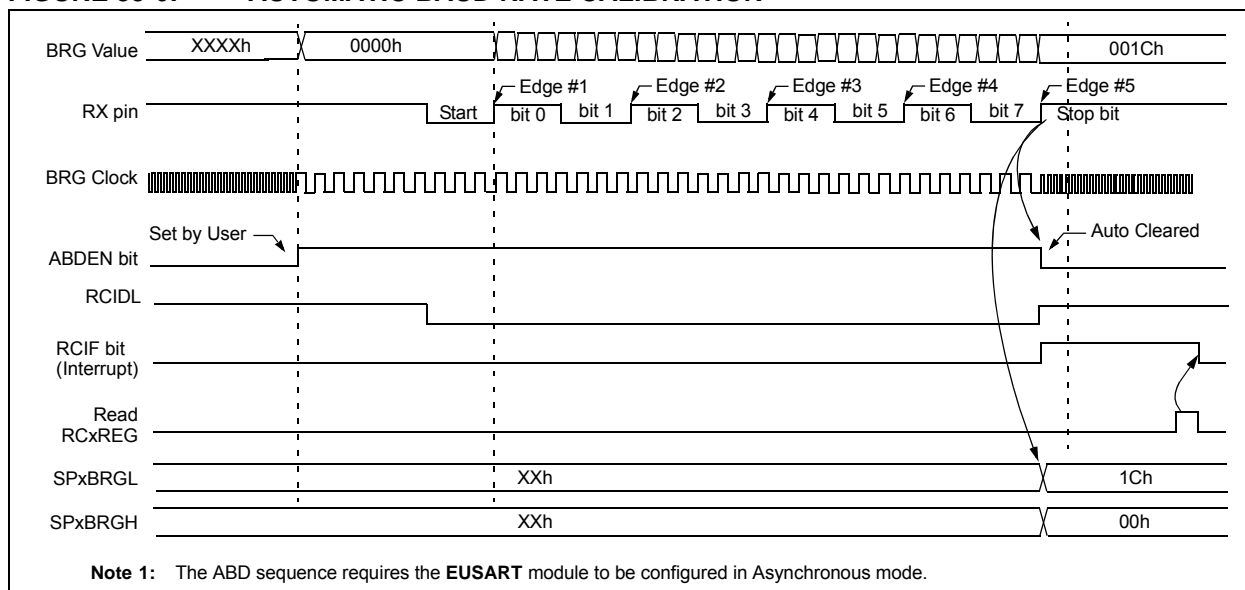 BRG Value XXXXh 0000h 001Ch
Edge #1 Edge #2 Edge #3 Edge #4 Edge #5
RX pin Start bit 0 bit 1 bit 2 bit 3 bit 4 bit 5 bit 6 bit 7 Stop bit
BRG Clock
Set by User Auto Cleared
ABDEN bit
RCIDL
RCIF bit
(Interrupt)
Read
RCxREG
SPxBRGL XXh 1Ch
SPxBRGH XXh 00h
Note 1: The ABD sequence requires the EUSART module to be configured in Asynchronous mode.